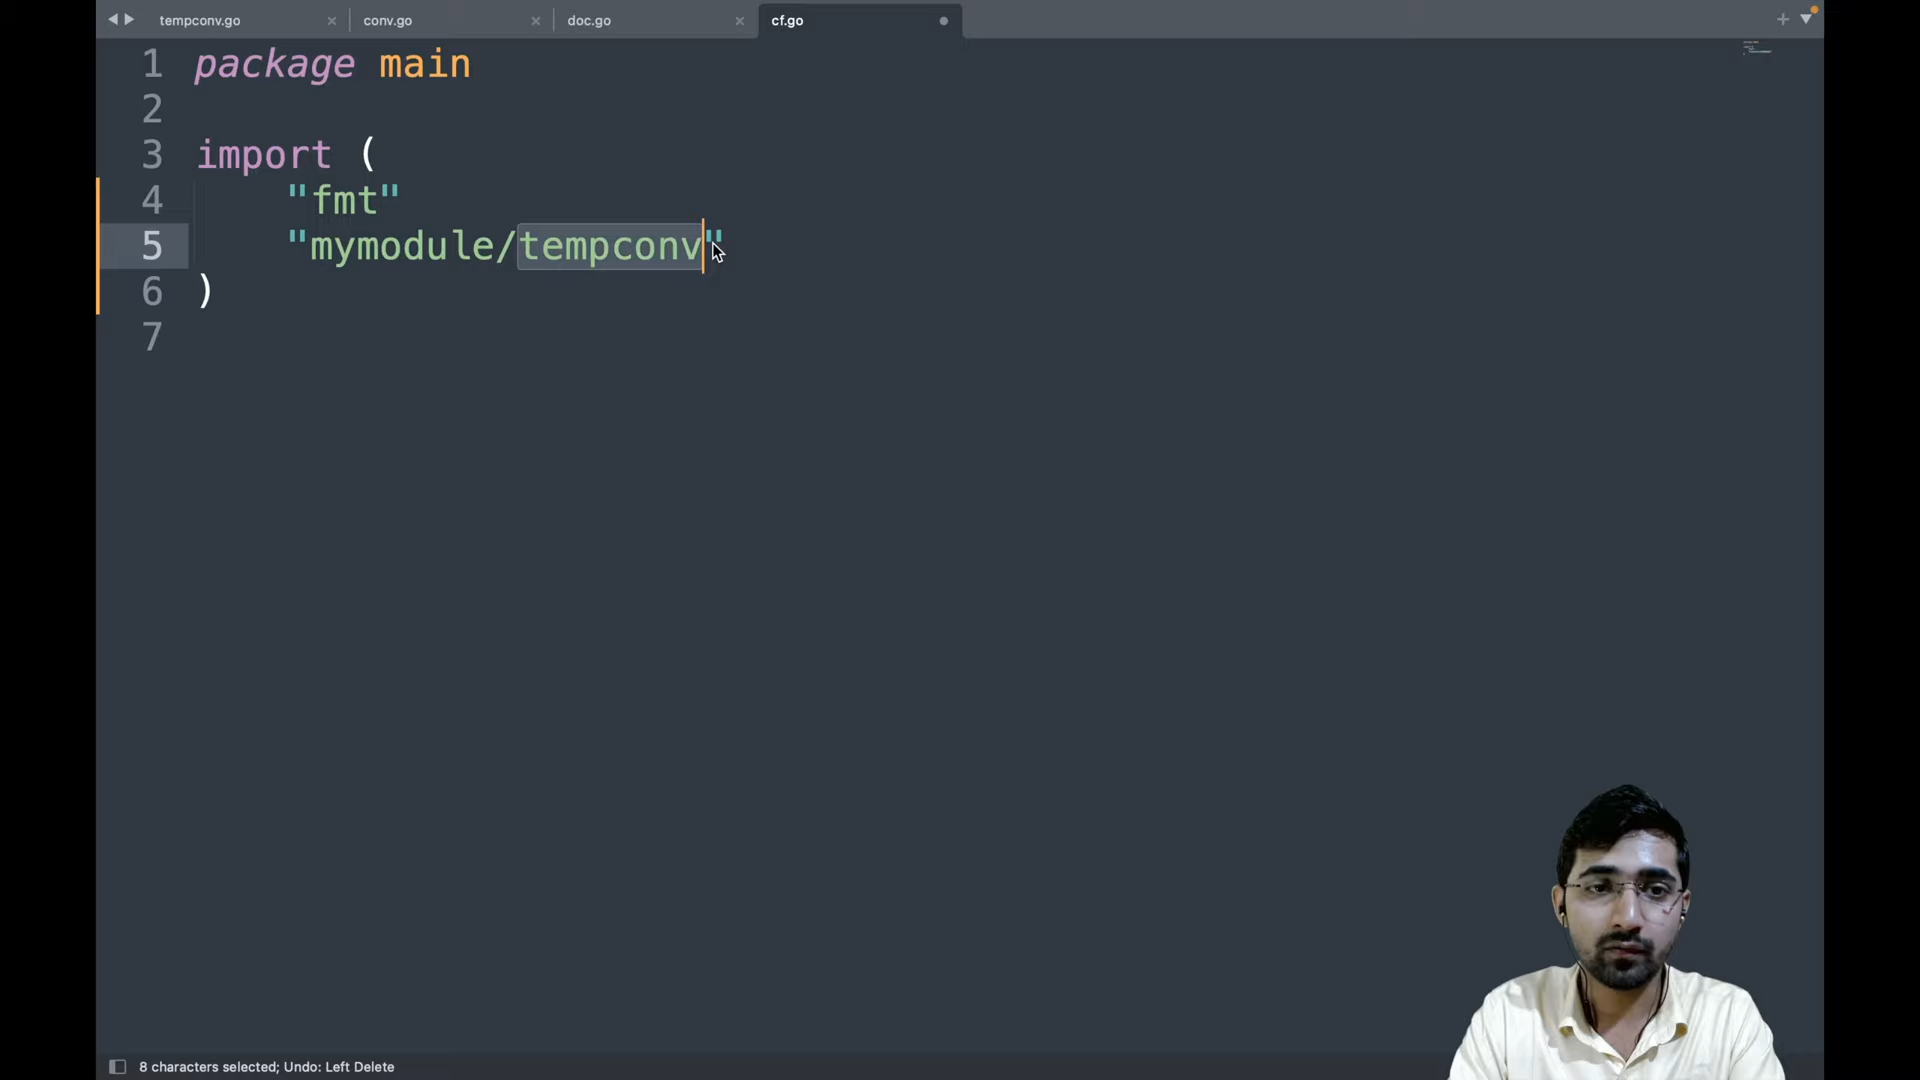 tempconv.go conv.go doc.go cf.go
1 package main
2
3 import (
4 "fmt"
5 "mymodule/tempconv"
6 )
7
8 characters selected; Undo: Left Delete